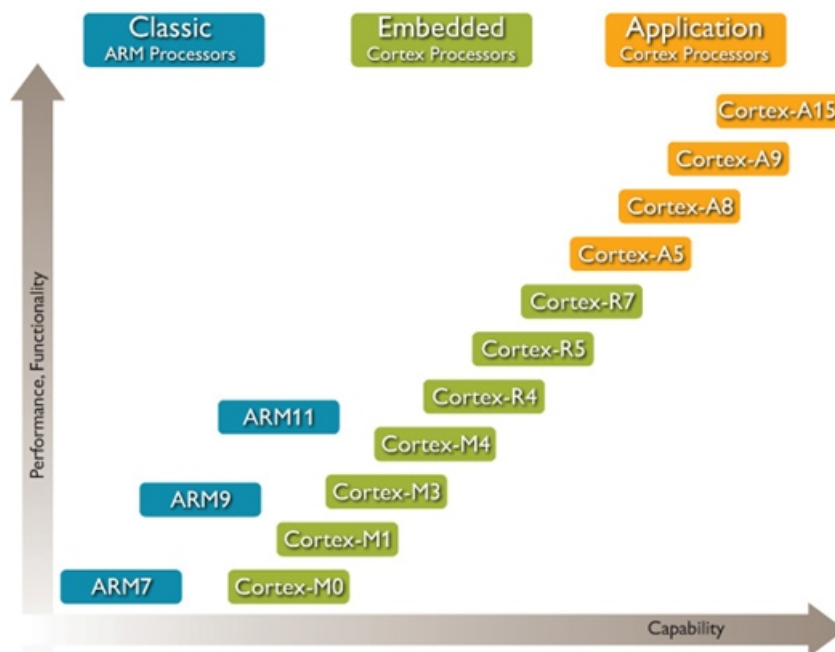 Classic
ARM Processors
Embedded
Cortex Processors
Application
Cortex Processors
Cortex-A15
Cortex-A9
Cortex-A8
Cortex-A5
Cortex-R7
Cortex-R5
Cortex-R4
ARM11
Cortex-M4
Cortex-M3
ARM9
Cortex-M1
ARM7
Cortex-M0
Performance, Functionality
Capability